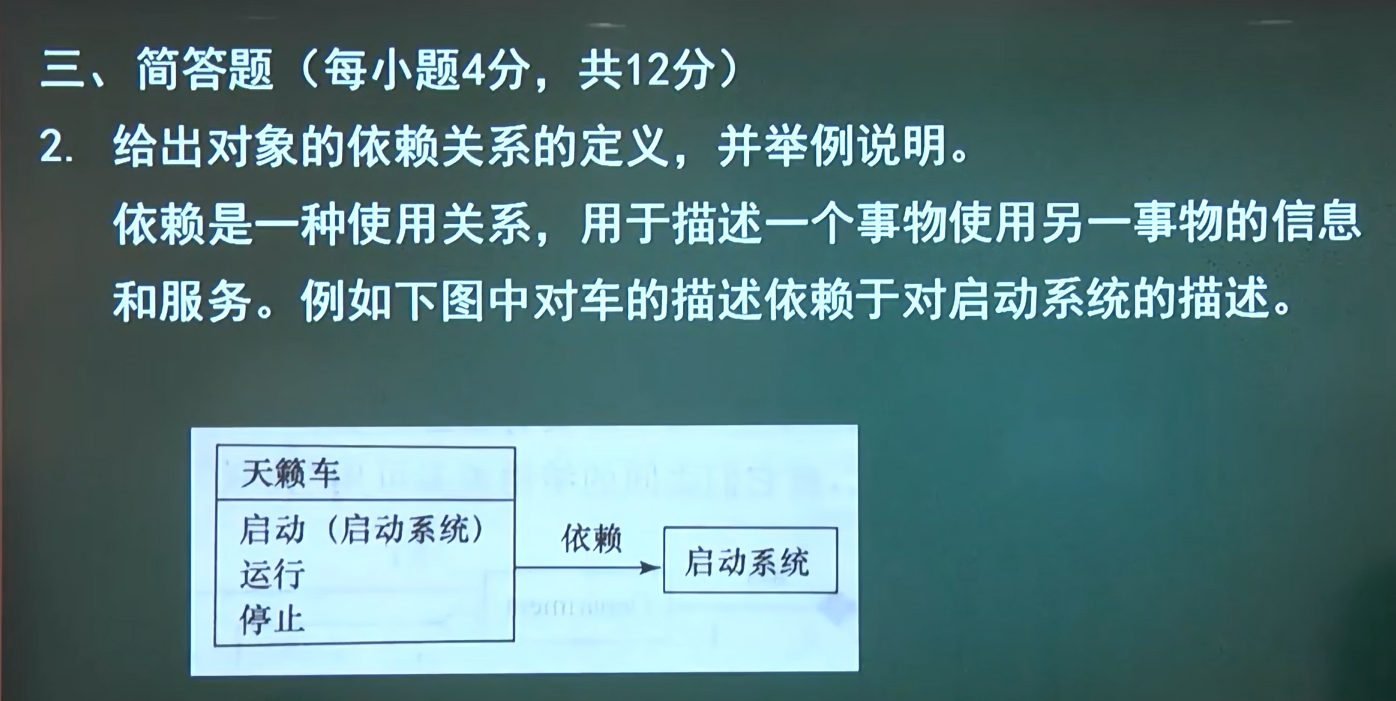 三、简答题（每小题4分，共12分）
2. 给出对象的依赖关系的定义，并举例说明。
依赖是一种使用关系，用于描述一个事物使用另一事物的信息
和服务。例如下图中对车的描述依赖于对启动系统的描述。
天籁车
启动（启动系统）
运行
停止
依赖
启动系统